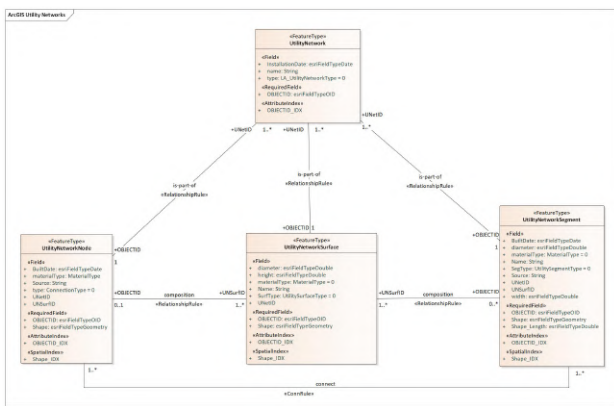 ArcGIS Utility Networks
«FeatureType»
UtilityNetwork
«Field»
+ InstallationDate: esriFieldTypeDate
+ name: String
+ type: LA_UtilityNetworkType = 0
«RequiredField»
+ OBJECTID: esriFieldTypeOID
«AttributeIndex»
+ OBJECTID_IDX
+UNetID
1..*
+UNetID
1..*
+UNetID
1..*
is-part-of
«RelationshipRule»
is-part-of
«RelationshipRule»
is-part-of
«RelationshipRule»
+OBJECTID
1
+OBJECTID
1
+OBJECTID
1
«FeatureType»
UtilityNetworkNode
«Field»
+ BuiltDate: esriFieldTypeDate
+ materialType: MaterialType
+ Source: String
+ type: ConnectionType = 0
+ UNetID
+ UNSurfID
«RequiredField»
+ OBJECTID: esriFieldTypeOID
+ Shape: esriFieldTypeGeometry
«AttributeIndex»
+ OBJECTID_IDX
«SpatialIndex»
+ Shape_IDX
+OBJECTID
0..1
composition
«RelationshipRule»
+UNSurfID
1..*
«FeatureType»
UtilityNetworkSurface
«Field»
+ diameter: esriFieldTypeDouble
+ height: esriFieldTypeDouble
+ materialType: MaterialType = 0
+ Name: String
+ SurfType: UtilitySurfaceType = 0
+ UNetID
«RequiredField»
+ OBJECTID: esriFieldTypeOID
+ Shape: esriFieldTypeGeometry
«AttributeIndex»
+ OBJECTID_IDX
«SpatialIndex»
+ Shape_IDX
+UNSurfID
1..*
composition
«RelationshipRule»
+OBJECTID
0..*
«FeatureType»
UtilityNetworkSegment
«Field»
+ BuiltDate: esriFieldTypeDate
+ diameter: esriFieldTypeDouble
+ materialType: MaterialType = 0
+ Name: String
+ SegType: UtilitySegmentType = 0
+ Source: String
+ UNetID
+ UNSurfID
+ width: esriFieldTypeDouble
«RequiredField»
+ OBJECTID: esriFieldTypeOID
+ Shape: esriFieldTypeGeometry
+ Shape_Length: esriFieldTypeDouble
«AttributeIndex»
+ OBJECTID_IDX
«SpatialIndex»
+ Shape_IDX
1..*
connect
«ConnRule»
1..*